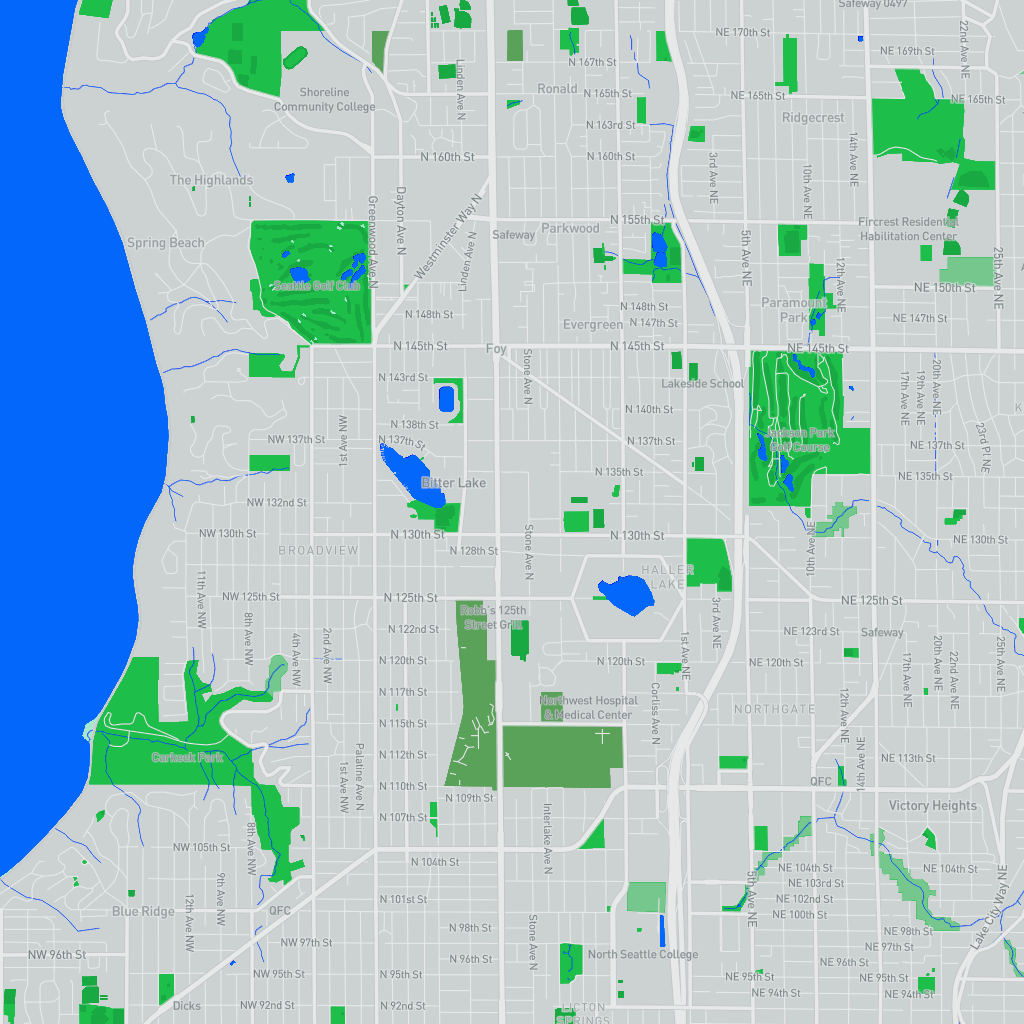 Safeway 0497
22nd Ave NE
NE 170th St
NE 169th St
N 167th St
Linden Ave N
Ronald
N 165th St
NE 165th St
NE 165th St
Shoreline
Community College
Ridgecrest
N 163rd St
14th Ave NE
N 160th St
N 160th St
3rd Ave NE
10th Ave NE
The Highlands
Greenwood Ave N
Dayton Ave N
Westminster Way N
N 155th St
Safeway
Parkwood
Fircrest Residential
Habilitation Center
Spring Beach
Linden Ave N
5th Ave NE
12th Ave NE
25th Ave NE
Seattle Golf Club
NE 150th St
Paramount
Park
N 148th St
N 148th St
Evergreen
N 147th St
NE 147th St
N 145th St
Foy
N 145th St
NE 145th St
Stone Ave N
N 143rd St
Lakeside School
17th Ave NE
19th Ave NE
20th Ave NE
K
1st Ave NW
N 140th St
N 138th St
NW 137th St
N 137th St
N 137th St
Jackson Park
Golf Course
NE 137th St
23rd Pl NE
N 135th St
NE 135th St
Bitter Lake
NW 132nd St
NW 130th St
N 130th St
Stone Ave N
N 130th St
10th Ave NE
NE 130th St
BROADVIEW
N 128th St
HALLER
LAKE
11th Ave NW
NW 125th St
N 125th St
NE 125th St
8th Ave NW
Robb's 125th
Street Grill
3rd Ave NE
4th Ave NW
2nd Ave NW
N 122nd St
1st Ave NE
NE 123rd St
Safeway
N 120th St
N 120th St
NE 120th St
17th Ave NE
20th Ave NE
22nd Ave NE
25th Ave NE
N 117th St
Northwest Hospital
& Medical Center
Corliss Ave N
NORTHGATE
12th Ave NE
N 115th St
Carkeek Park
Palatine Ave N
1st Ave NW
N 112th St
14th Ave NE
NE 113th St
N 110th St
QFC
N 109th St
Victory Heights
N 107th St
Interlake Ave N
8th Ave NW
NW 105th St
N 104th St
NE 104th St
NE 104th St
9th Ave NW
12th Ave NW
N 101st St
5th Ave NE
NE 103rd St
NE 102nd St
NE 100th St
Lake City Way NE
Blue Ridge
QFC
Stone Ave N
N 98th St
NE 98th St
NW 97th St
NE 97th St
NW 96th St
N 96th St
North Seattle College
NE 96th St
NW 95th St
N 95th St
NE 95th St
NE 95th St
NE 94th St
NE 94th St
Dicks
NW 92nd St
N 92nd St
LICTON
SPRINGS